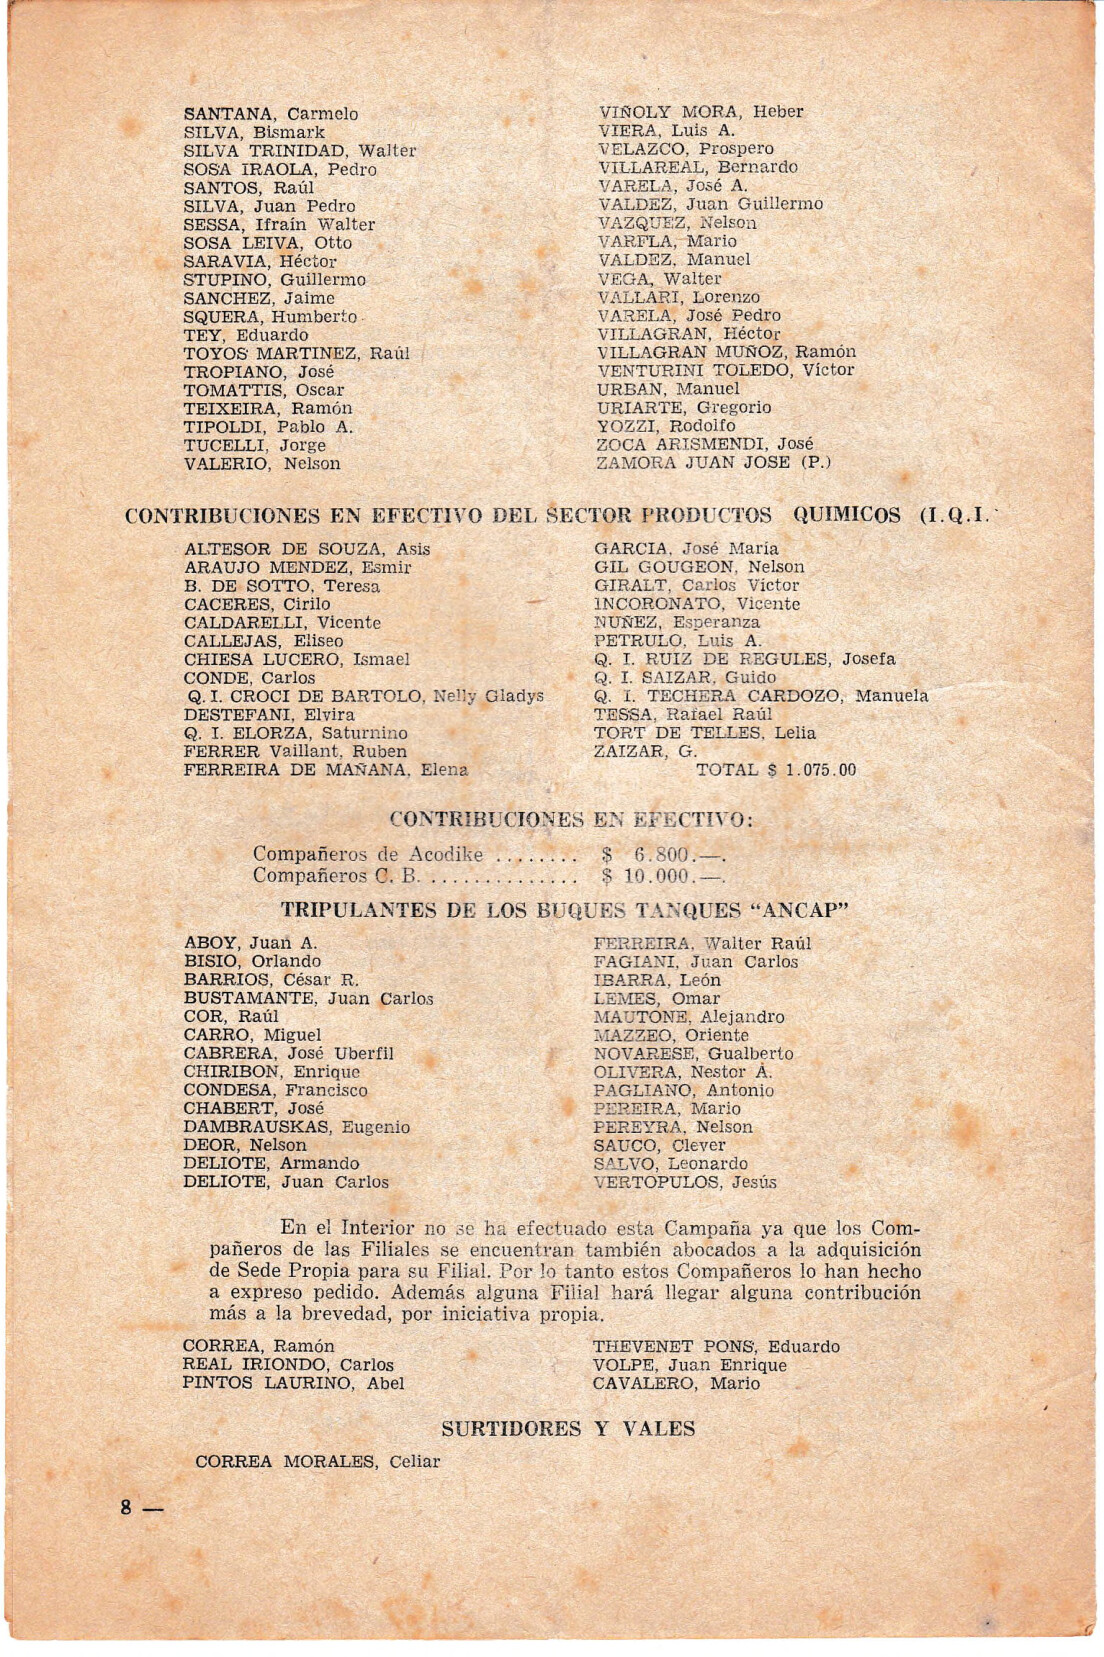 SANTANA, Carmelo
SILVA, Bismark
SILVA TRINIDAD, Walter
SOSA IRAOLA, Pedro
SANTOS, Raúl
SILVA, Juan Pedro
SESSA, Ifraín Walter
SOSA LEIVA, Otto
SARAVIA, Héctor
STUPINO, Guillermo
SANCHEZ, Jaime
SQUERA, Humberto
TEY, Eduardo
TOYOS MARTINEZ, Raúl
TROPIANO, José
TOMATTIS, Oscar
TEIXEIRA, Ramón
TIPOLDI, Pablo A.
TUCELLI, Jorge
VALERIO, Nelson
VIÑOLY MORA, Heber
VIERA, Luis A.
VELAZCO, Prospero
VILLAREAL, Bernardo
VARELA, José A.
VALDEZ, Juan Guillermo
VAZQUEZ, Nelson
VARFLA, Mario
VALDEZ, Manuel
VEGA, Walter
VALLARI, Lorenzo
VARELA, José Pedro
VILLAGRAN, Héctor
VILLAGRAN MUÑOZ, Ramón
VENTURINI TOLEDO, Víctor
URBAN, Manuel
URIARTE, Gregorio
YOZZI, Rodolfo
ZOCA ARISMENDI, José
ZAMORA JUAN JOSE (P.)
CONTRIBUCIONES EN EFECTIVO DEL SECTOR PRODUCTOS QUIMICOS (I.Q.I.
ALTESOR DE SOUZA, Asis
ARAUJO MENDEZ, Esmir
B. DE SOTTO, Teresa
CACERES, Cirilo
CALDARELLI, Vicente
CALLEJAS, Eliseo
CHIESA LUCERO, Ismael
CONDE, Carlos
Q. I. CROCI DE BARTOLO, Nelly Gladys
DESTEFANI, Elvira
Q. I. ELORZA, Saturnino
FERRER Vaillant, Ruben
FERREIRA DE MAÑANA, Elena
GARCIA, José María
GIL GOUGEON, Nelson
GIRALT, Carlos Víctor
INCORONATO, Vicente
NUÑEZ, Esperanza
PETRULO, Luis A.
Q. I. RUIZ DE REGULES, Josefa
Q. I. SAIZAR, Guido
Q. I. TECHERA CARDOZO, Manuela
TESSA, Rafael Raúl
TORT DE TELLES, Lelia
ZAIZAR, G.
TOTAL $ 1.075.00
CONTRIBUCIONES EN EFECTIVO:
Compañeros de Acodike ........ $ 6.800.—.
Compañeros C. B. .............. $ 10.000.—.
TRIPULANTES DE LOS BUQUES TANQUES “ANCAP”
ABOY, Juan A.
BISIO, Orlando
BARRIOS, César R.
BUSTAMANTE, Juan Carlos
COR, Raúl
CARRO, Miguel
CABRERA, José Uberfil
CHIRIBON, Enrique
CONDESA, Francisco
CHABERT, José
DAMBRAUSKAS, Eugenio
DEOR, Nelson
DELIOTE, Armando
DELIOTE, Juan Carlos
FERREIRA, Walter Raúl
FAGIANI, Juan Carlos
IBARRA, León
LEMES, Omar
MAUTONE, Alejandro
MAZZEO, Oriente
NOVARESE, Gualberto
OLIVERA, Nestor A.
PAGLIANO, Antonio
PEREIRA, Mario
PEREYRA, Nelson
SAUCO, Clever
SALVO, Leonardo
VERTOPULOS, Jesús
En el Interior no se ha efectuado esta Campaña ya que los Com-
pañeros de las Filiales se encuentran también abocados a la adquisición
de Sede Propia para su Filial. Por lo tanto estos Compañeros lo han hecho
a expreso pedido. Además alguna Filial hará llegar alguna contribución
más a la brevedad, por iniciativa propia.
CORREA, Ramón
REAL IRIONDO, Carlos
PINTOS LAURINO, Abel
THEVENET PONS, Eduardo
VOLPE, Juan Enrique
CAVALERO, Mario
SURTIDORES Y VALES
CORREA MORALES, Celiar
8 —